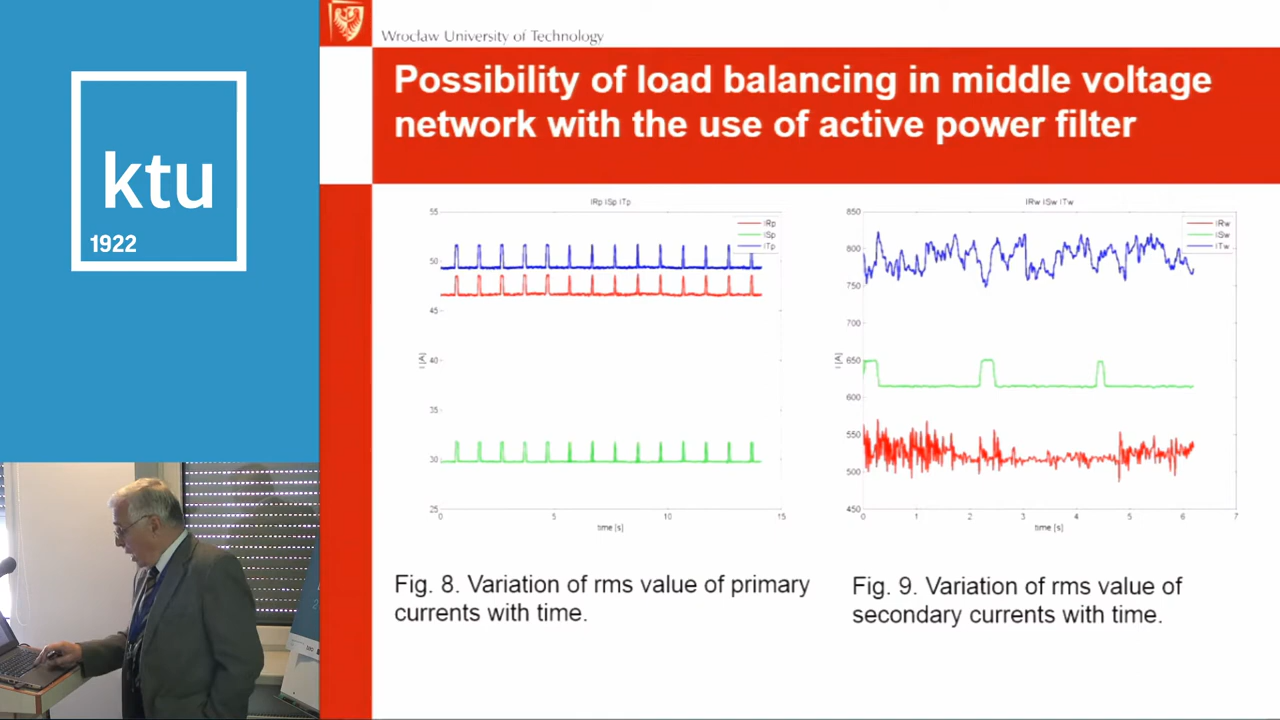 ktu
1922
Wrocław University of Technology
Possibility of load balancing in middle voltage
network with the use of active power filter
IRp ISp ITp
IRp
ISp
ITp
55
50
45
40
35
30
25
I [A]
0 5 10 15
time [s]
IRw ISw ITw
IRw
ISw
ITw
850
800
750
700
650
600
550
500
450
I [A]
0 1 2 3 4 5 6 7
time [s]
Fig. 8. Variation of rms value of primary
currents with time.
Fig. 9. Variation of rms value of
secondary currents with time.